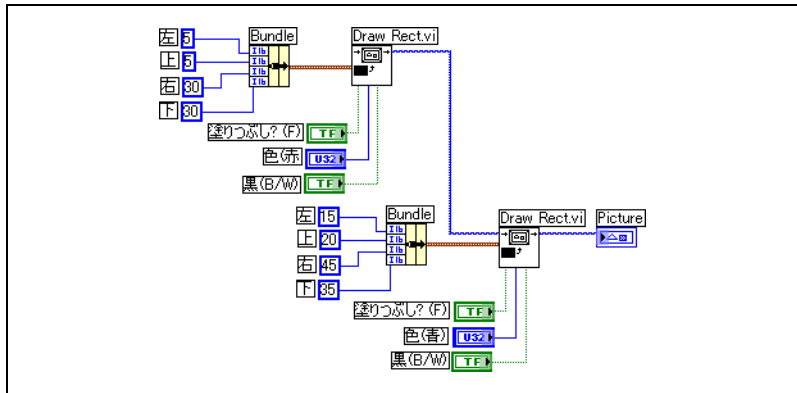 Bundle
Draw Rect.vi
左 5
上 5
右 30
下 30
塗りつぶし? (F) TF
色(赤 U32
黒(B/W) TF
Bundle
Draw Rect.vi
Picture
左 15
上 20
右 45
下 35
塗りつぶし? (F) TF
色(青) U32
黒(B/W) TF